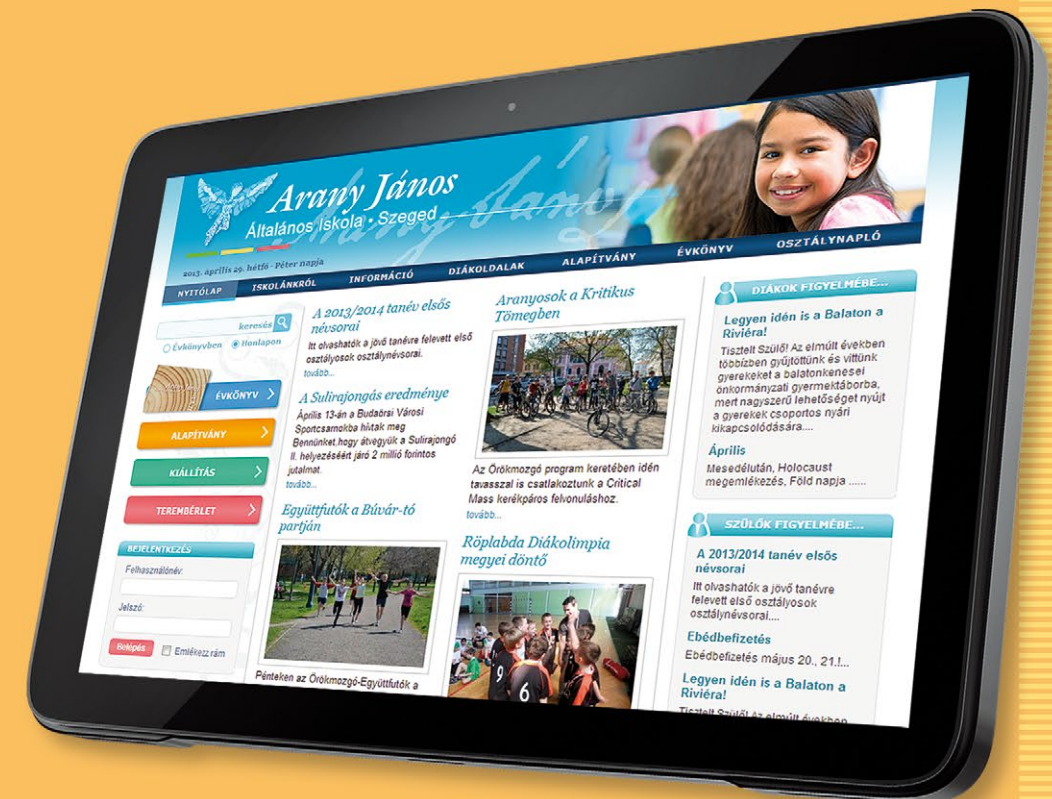 Arany János
Általános Iskola • Szeged
2013. április 29. hétfő - Péter napja
NYITÓLAP
ISKOLÁNKRÓL
INFORMÁCIÓ
DIÁKOLDALAK
ALAPÍTVÁNY
ÉVKÖNYV
OSZTÁLYNAPLÓ
keresés
Évkönyvben
Honlapon
ÉVKÖNYV
ALAPÍTVÁNY
KIÁLLÍTÁS
TEREMBÉRLET
BEJELENTKEZÉS
Felhasználónév:
Jelszó:
Belépés
Emlékezz rám
A 2013/2014 tanév elsős
névsorai
Itt olvashatók a jövő tanévre felevett első
osztályosok osztálynévsorai.
tovább...
A Sulirajongás eredménye
Április 13-án a Budaörsi Városi
Sportcsarnokba hívtak meg
Bennünket,hogy átvegyük a Sulirajongó
II. helyezéséért járó 2 millió forintos
jutalmat.
tovább...
Együttfutók a Búvár-tó
partján
Pénteken az Örökmozgó-Együttfutók a
Aranyosok a Kritikus
Tömegben
Az Örökmozgó program keretében idén
tavasszal is csatlakoztunk a Critical
Mass kerékpáros felvonuláshoz.
tovább...
Röplabda Diákolimpia
megyei döntő
9
6
DIÁKOK FIGYELMÉBE...
Legyen idén is a Balaton a
Riviéra!
Tisztelt Szülő! Az elmúlt években
többízben gyűjtöttünk és vittünk
gyerekeket a balatonkenesei
önkormányzati gyermektáborba,
mert nagyszerű lehetőséget nyújt
a gyerekek csoportos nyári
kikapcsolódására....
Április
Mesedélután, Holocaust
megemlékezés, Föld napja ......
SZÜLŐK FIGYELMÉBE...
A 2013/2014 tanév elsős
névsorai
Itt olvashatók a jövő tanévre
felevett első osztályosok
osztálynévsorai....
Ebédbefizetés
Ebédbefizetés május 20., 21.!...
Legyen idén is a Balaton a
Riviéra!
Tisztelt Szülő! Az elmúlt években